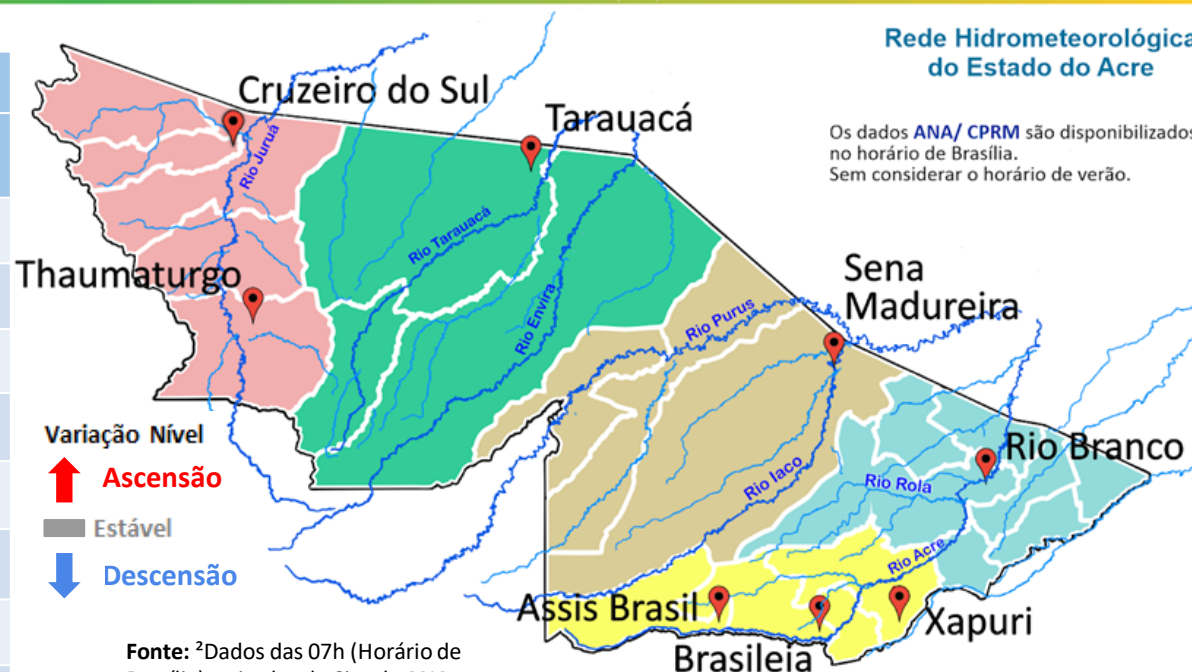 Rede Hidrometeorológica
do Estado do Acre
Os dados ANA/ CPRM são disponibilizados
no horário de Brasília.
Sem considerar o horário de verão.
Cruzeiro do Sul
Tarauacá
Rio Juruá
Rio Tarauacá
Thaumaturgo
Rio Envira
Sena
Madureira
Rio Purus
Variação Nível
Ascensão
Estável
Descensão
Rio Branco
Rio Iaco
Rio Rola
Rio Acre
Assis Brasil
Xapuri
Brasileia
Fonte: ²Dados das 07h (Horário de